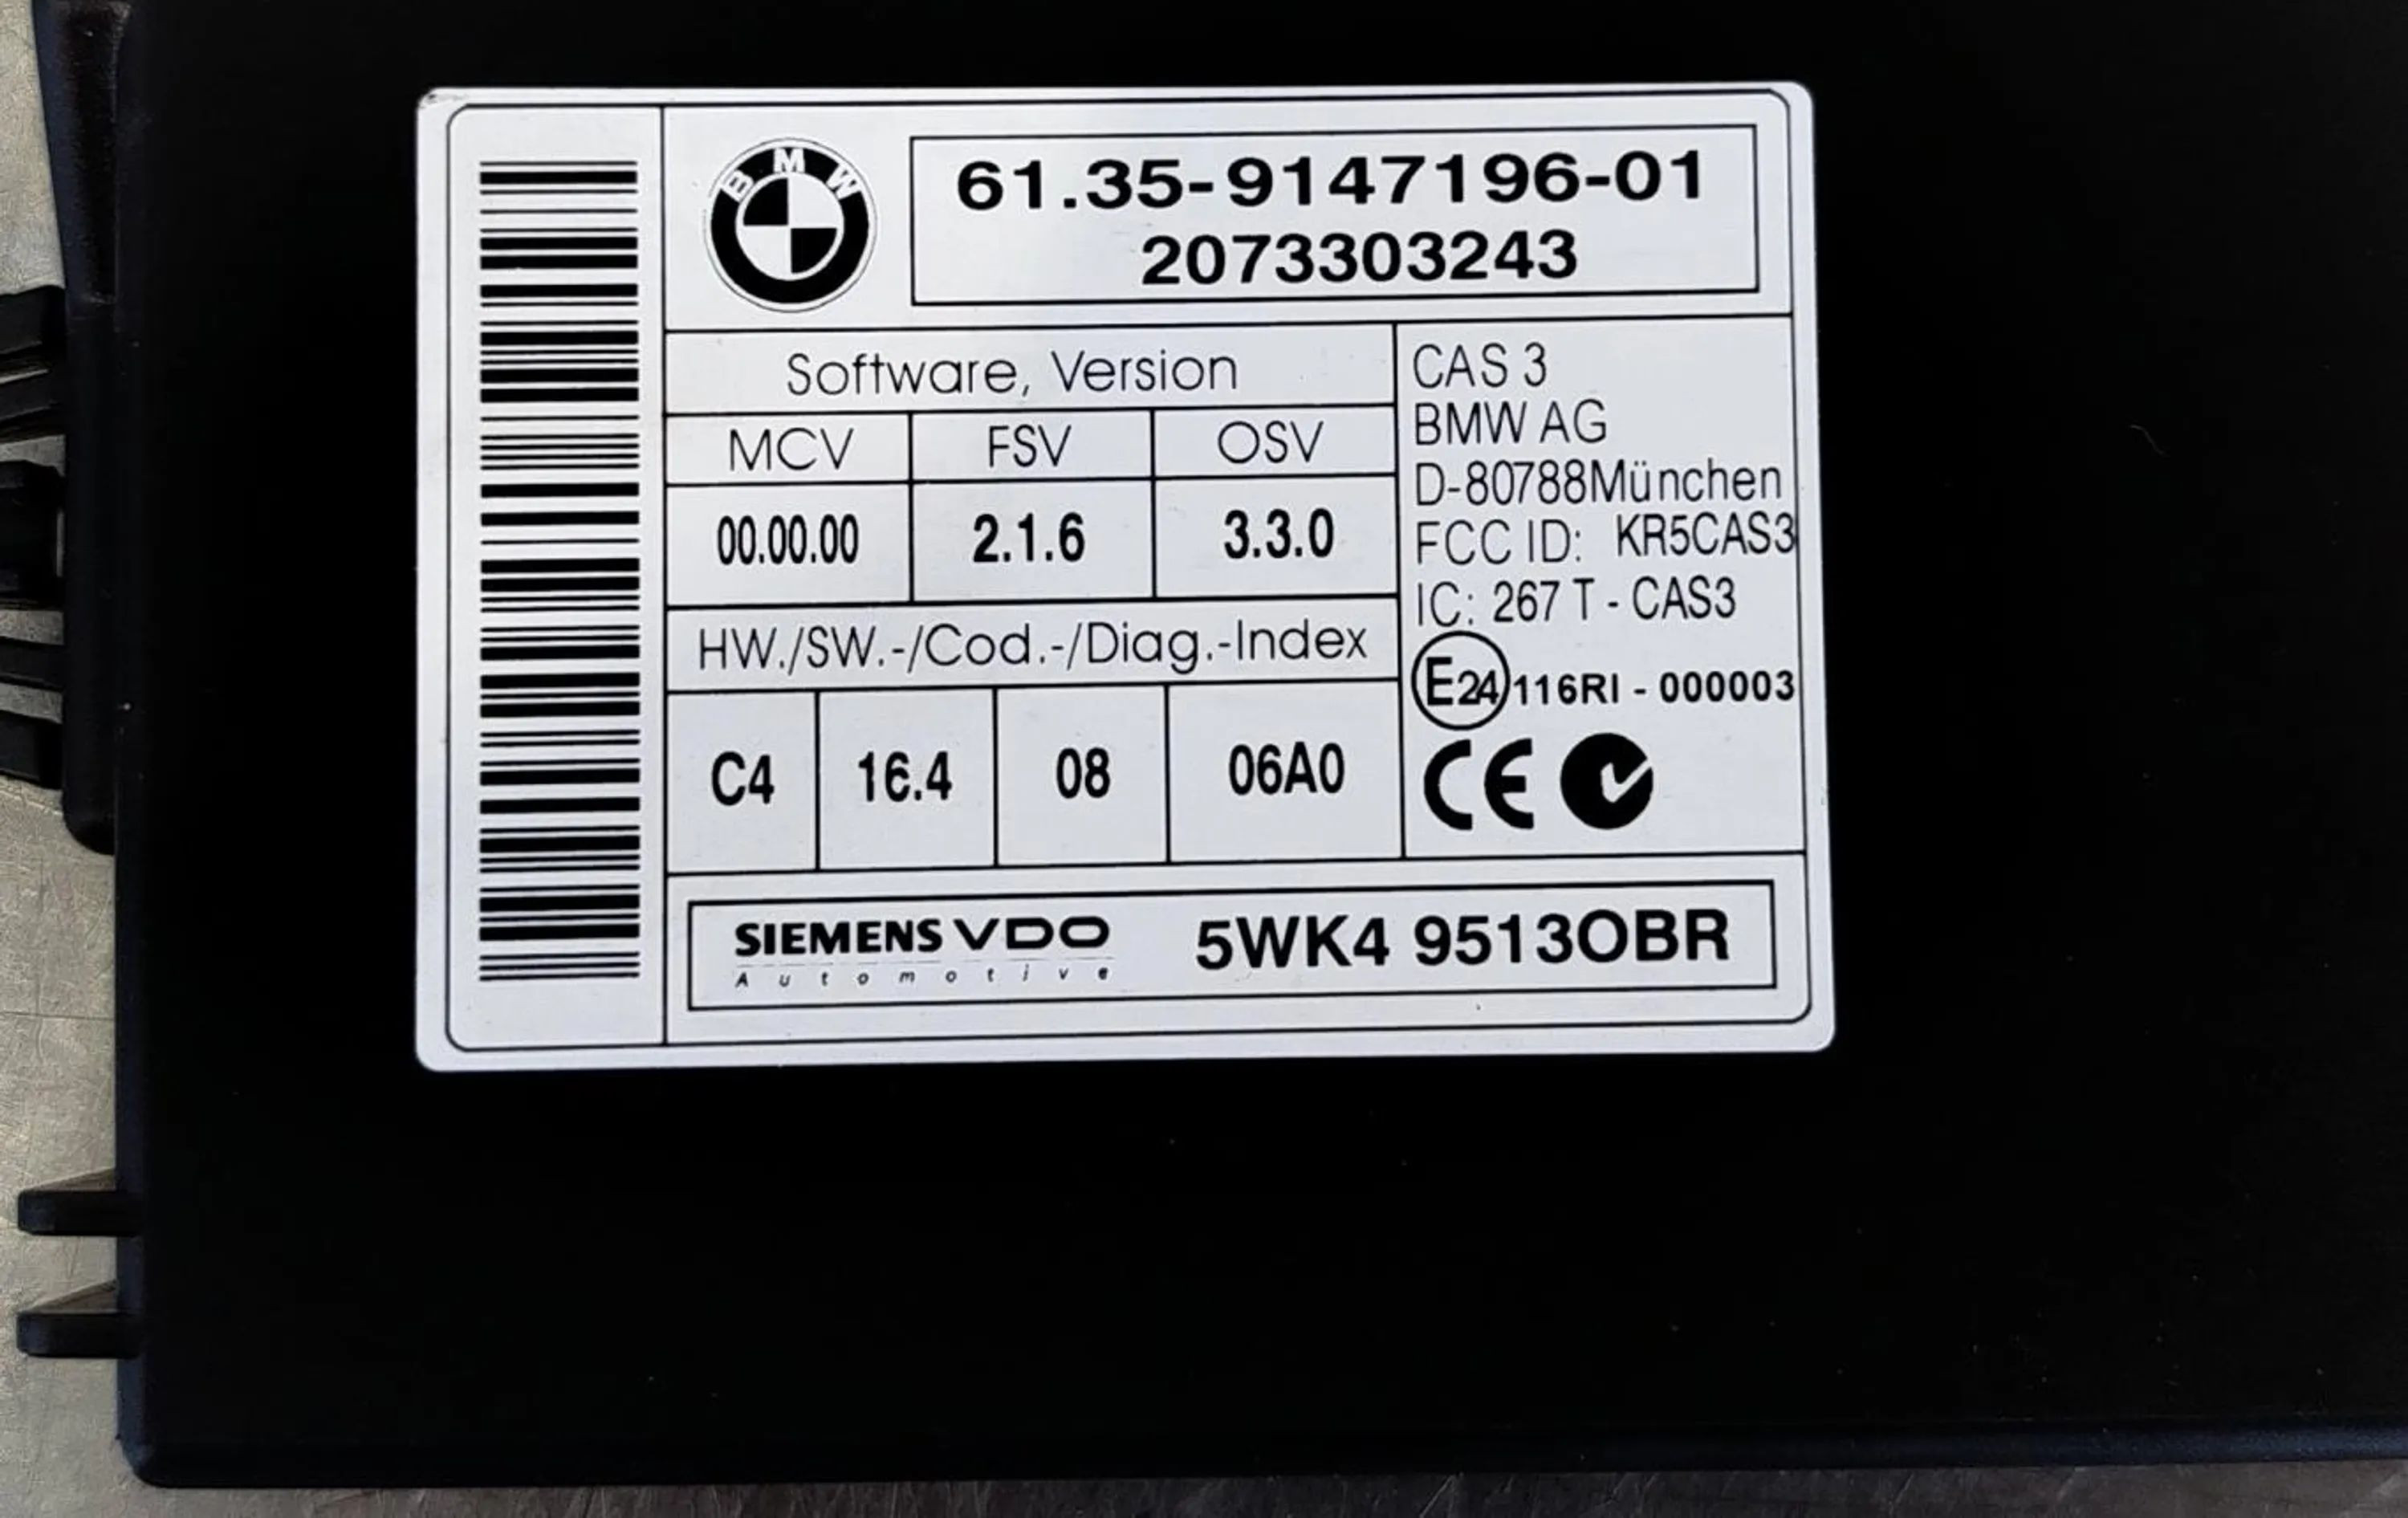 BMW
61.35-9147196-01
2073303243
Software, Version
MCV FSV OSV
00.00.00 2.1.6 3.3.0
HW./SW.-/Cod.-/Diag.-Index
C4 16.4 08 06A0
CAS 3
BMW AG
D-80788München
FCC ID: KR5CAS3
IC: 267 T - CAS3
E24 116RI - 000003
CE
SIEMENS VDO
Automotive
5WK4 9513OBR